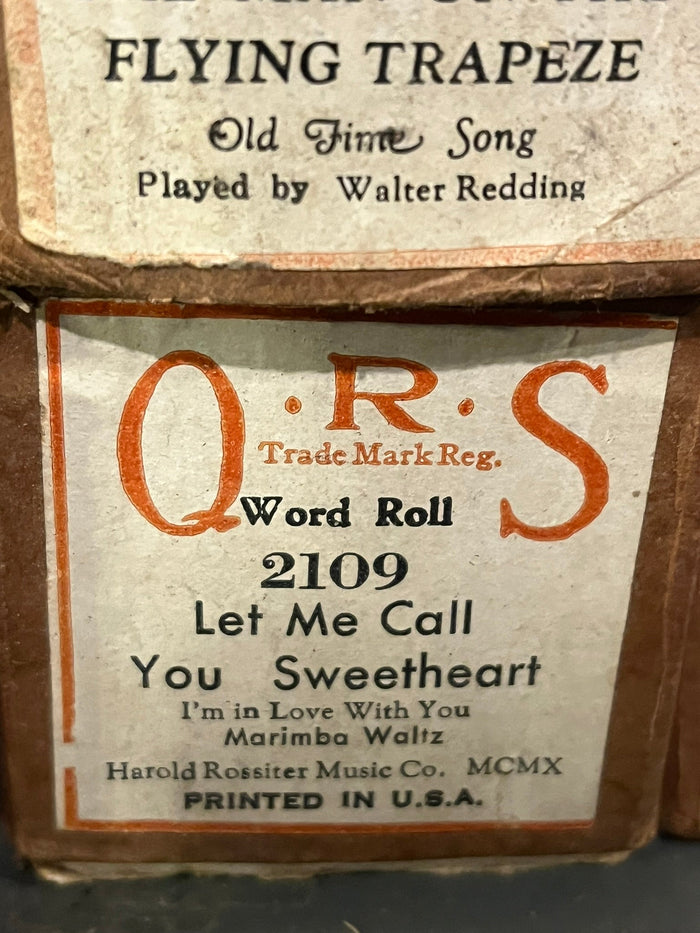 FLYING TRAPEZE
Old Time Song
Played by Walter Redding
Q·R·S
Trade Mark Reg.
Word Roll
2109
Let Me Call
You Sweetheart
I'm in Love With You
Marimba Waltz
Harold Rossiter Music Co. MCMX
PRINTED IN U.S.A.